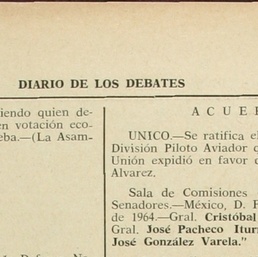 DIARIO DE LOS DEBATES
iendo quien de-
en votación eco-
eba.—(La Asam-
ACUE
UNICO.—Se ratifica e
División Piloto Aviador
Unión expidió en favor
Alvarez.
Sala de Comisiones
Senadores.—México, D. F
de 1964.—Gral. Cristóbal
Gral. José Pacheco Itur
José González Varela."